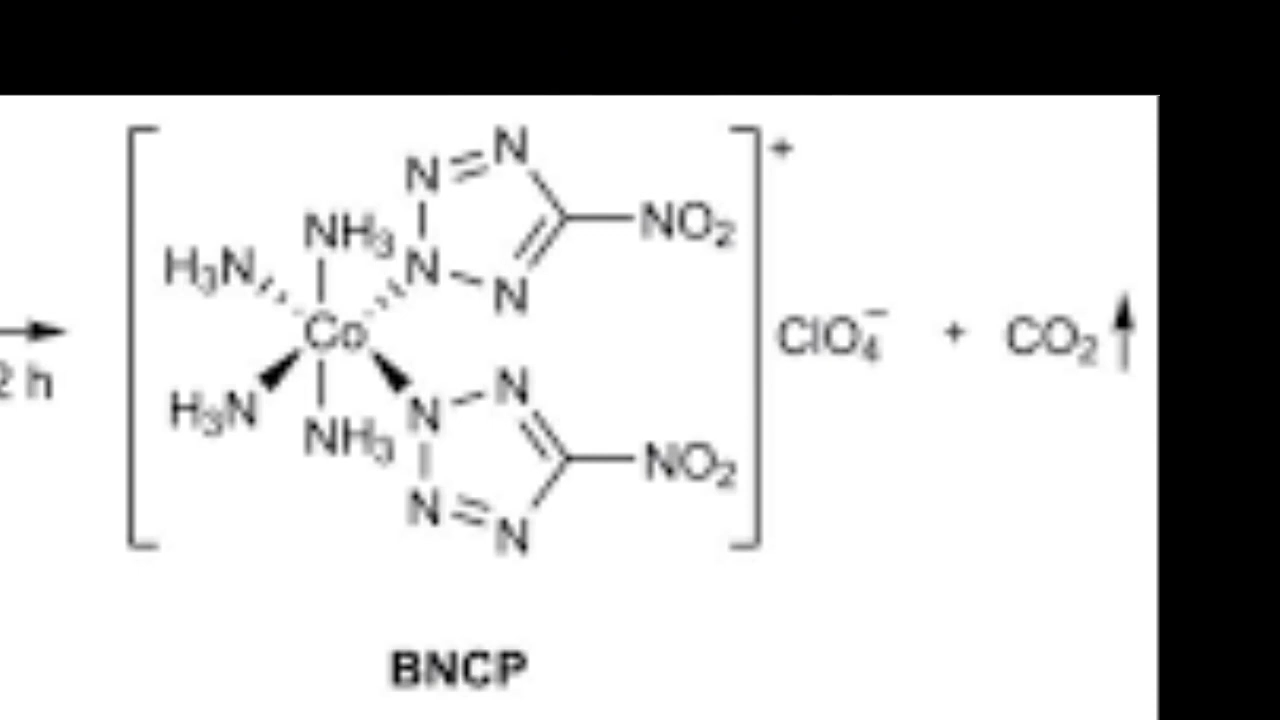 N N
NH3 N N NO2
H3N
Co ClO4− + CO2 ↑
2 h
H3N N N
NH3 NO2
N N
+
BNCP